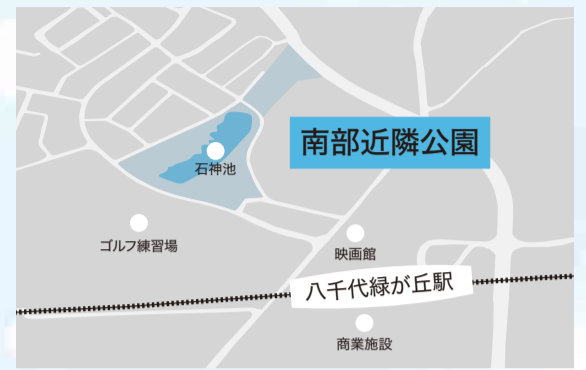 南部近隣公園
石神池
ゴルフ練習場
映画館
八千代緑が丘駅
商業施設